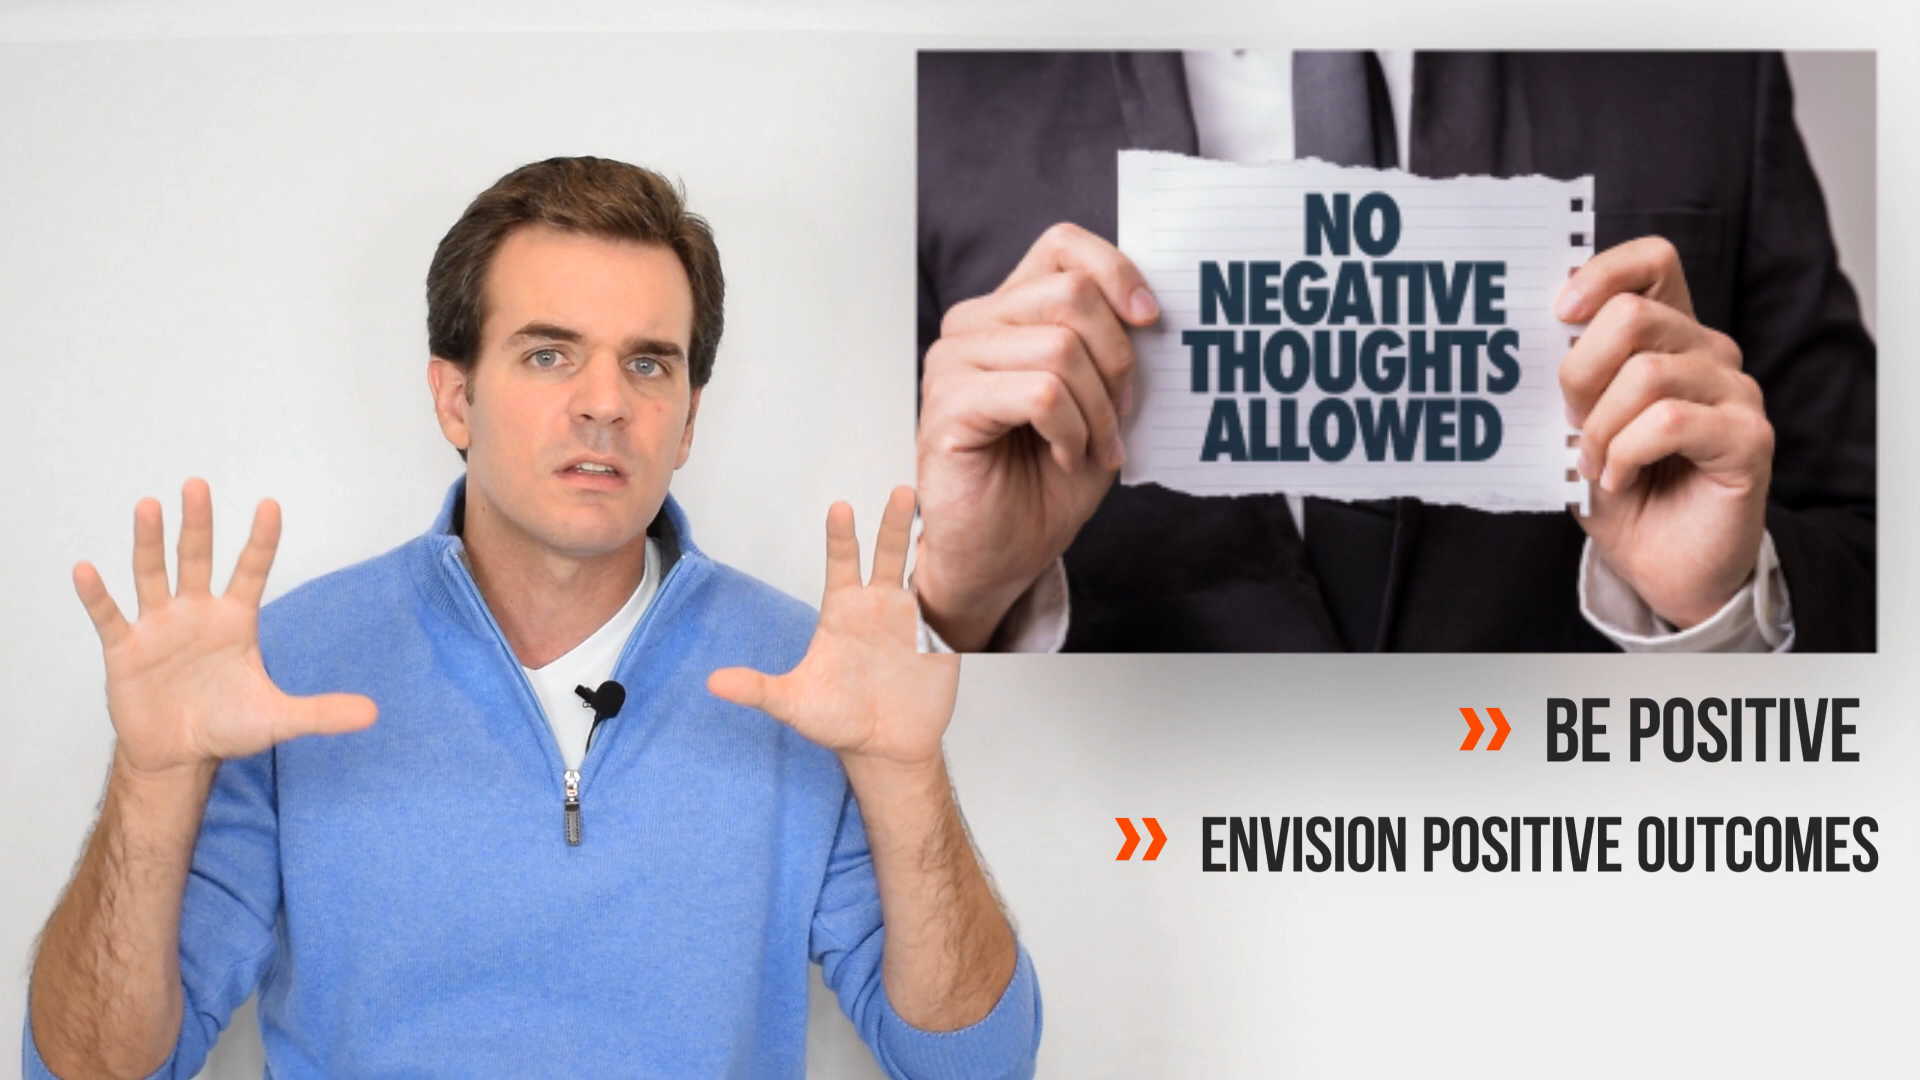 NO
NEGATIVE
THOUGHTS
ALLOWED
BE POSITIVE
ENVISION POSITIVE OUTCOMES